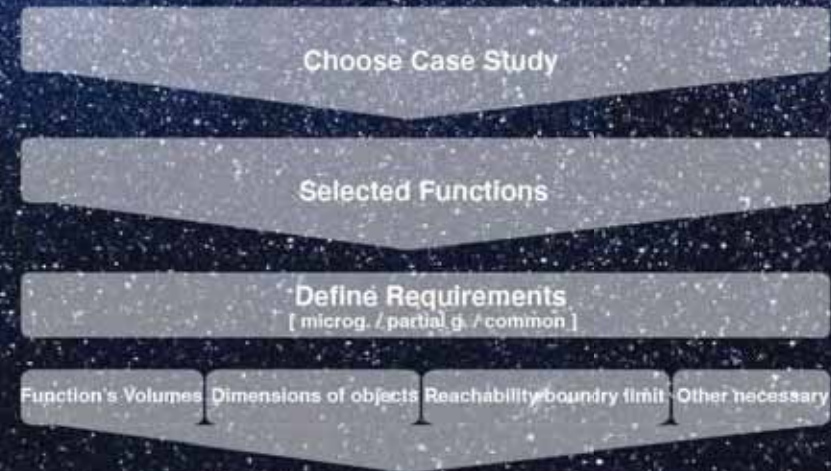 Choose Case Study
Selected Functions
Define Requirements
[ microg. / partial g. / common ]
Function's Volumes Dimensions of objects Reachability boundry limit Other necessary